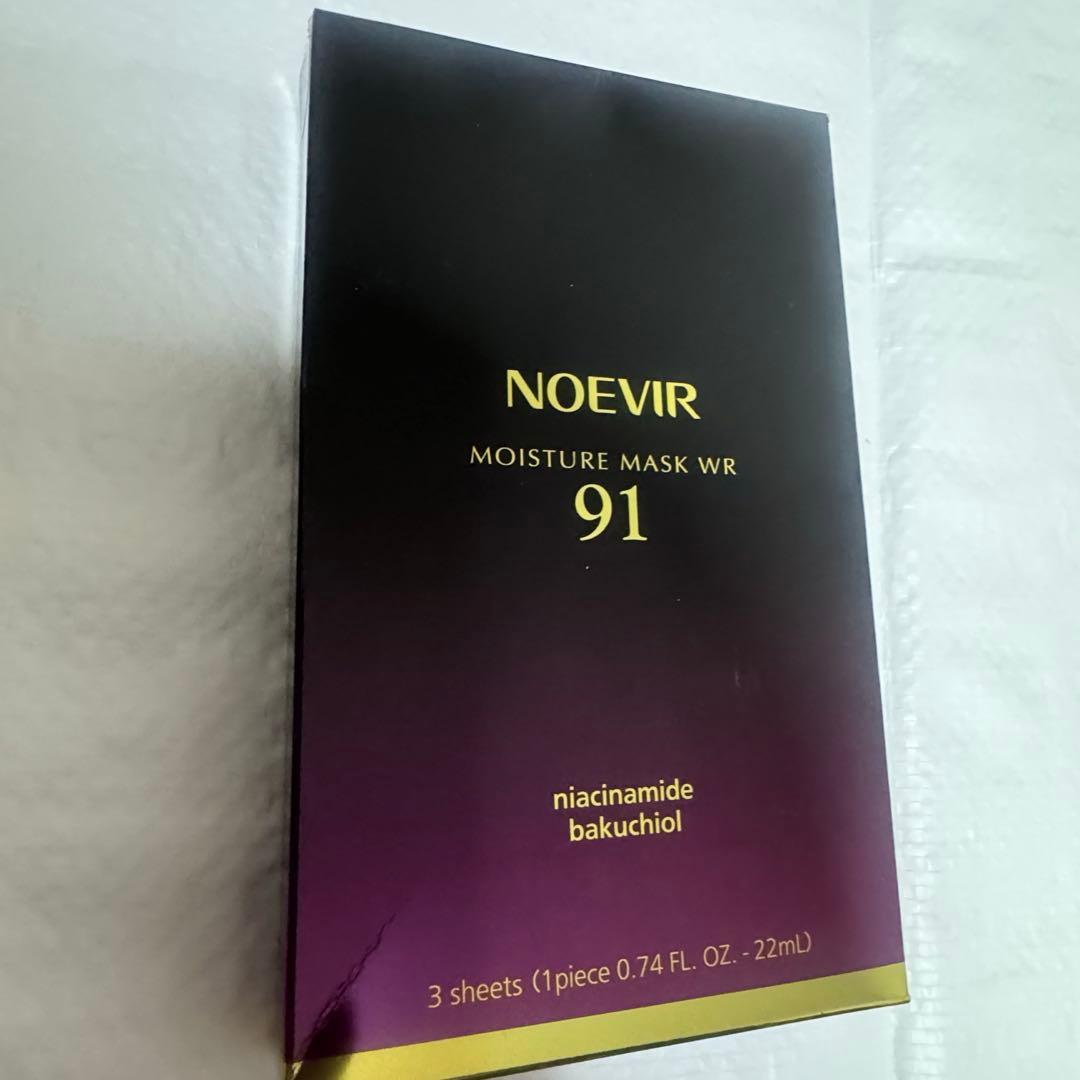 NOEVIR
MOISTURE MASK WR
91
niacinamide
bakuchiol
3 sheets (1piece 0.74 FL. OZ. - 22mL)